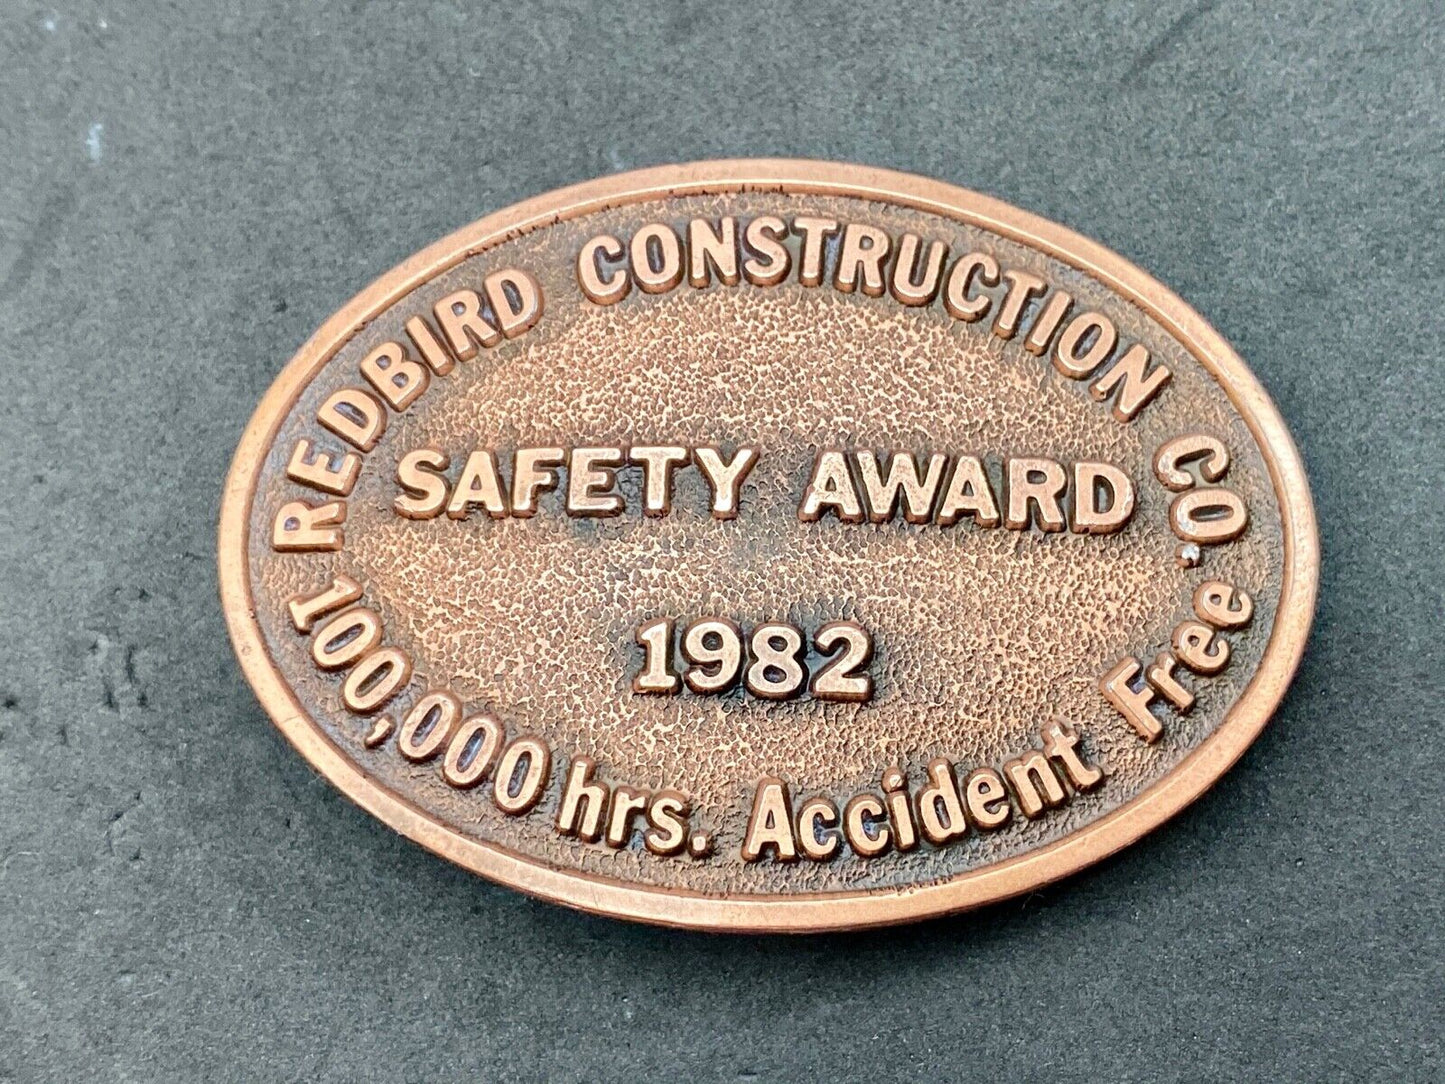 REDBIRD CONSTRUCTION CO.
SAFETY AWARD
1982
100,000 hrs. Accident Free